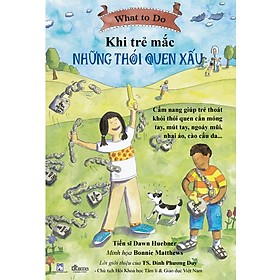 What to Do
Khi trẻ mắc
NHỮNG THÓI QUEN XẤU
Cẩm nang giúp trẻ thoát
khỏi thói quen cắn móng
tay, mút tay, ngoáy mũi,
nhai áo, cào cấu da...
Tiến sĩ Dawn Huebner
Minh họa Bonnie Matthews
Lời giới thiệu của TS. Đinh Phương Duy
- Chủ tịch Hội Khoa học Tâm lí & Giáo dục Việt Nam